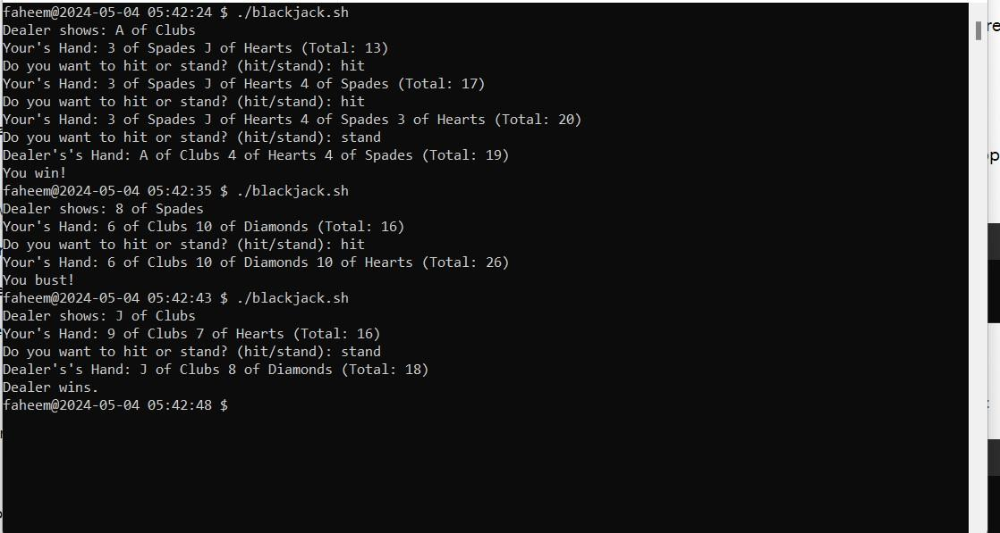 faheem@2024-05-04 05:42:24 $ ./blackjack.sh
Dealer shows: A of Clubs
Your's Hand: 3 of Spades J of Hearts (Total: 13)
Do you want to hit or stand? (hit/stand): hit
Your's Hand: 3 of Spades J of Hearts 4 of Spades (Total: 17)
Do you want to hit or stand? (hit/stand): hit
Your's Hand: 3 of Spades J of Hearts 4 of Spades 3 of Hearts (Total: 20)
Do you want to hit or stand? (hit/stand): stand
Dealer's's Hand: A of Clubs 4 of Hearts 4 of Spades (Total: 19)
You win!
faheem@2024-05-04 05:42:35 $ ./blackjack.sh
Dealer shows: 8 of Spades
Your's Hand: 6 of Clubs 10 of Diamonds (Total: 16)
Do you want to hit or stand? (hit/stand): hit
Your's Hand: 6 of Clubs 10 of Diamonds 10 of Hearts (Total: 26)
You bust!
faheem@2024-05-04 05:42:43 $ ./blackjack.sh
Dealer shows: J of Clubs
Your's Hand: 9 of Clubs 7 of Hearts (Total: 16)
Do you want to hit or stand? (hit/stand): stand
Dealer's's Hand: J of Clubs 8 of Diamonds (Total: 18)
Dealer wins.
faheem@2024-05-04 05:42:48 $